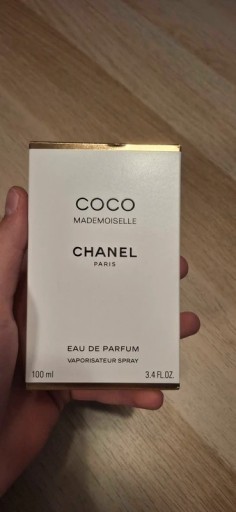 COCO
MADEMOISELLE
CHANEL
PARIS
EAU DE PARFUM
VAPORISATEUR SPRAY
100 ml 3.4 FL.OZ.